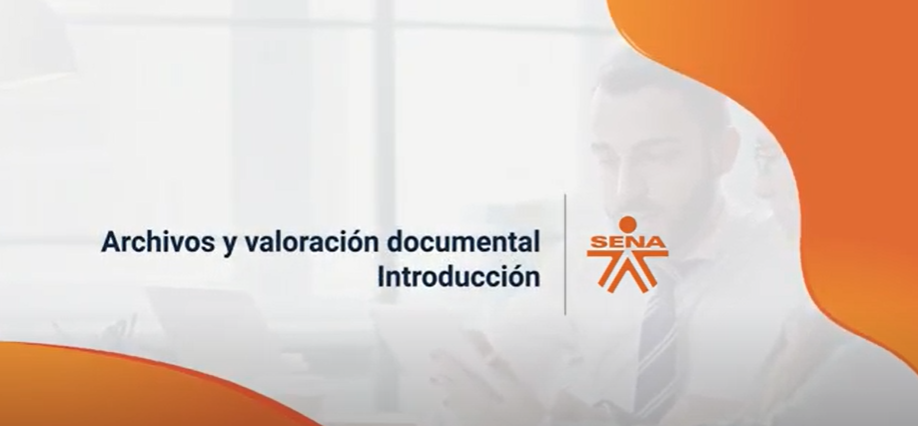 Archivos y valoración documental
Introducción
SENA